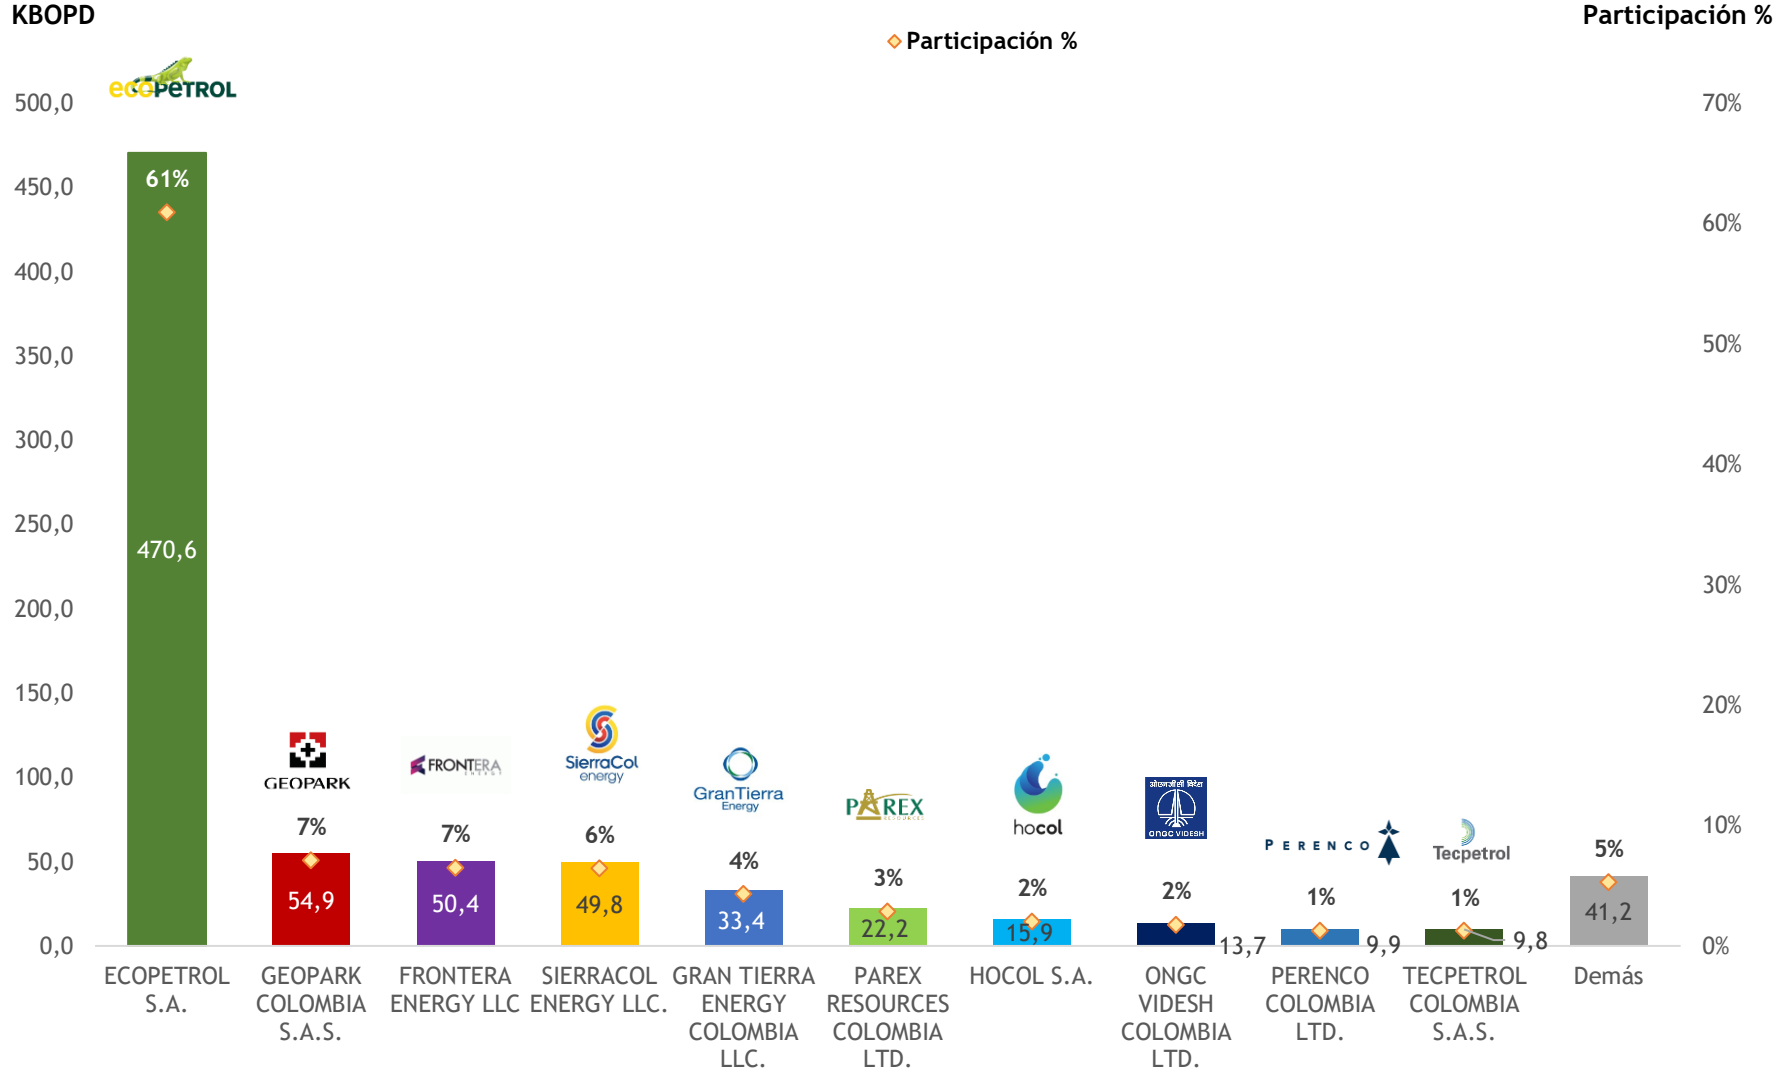 KBOPD
Participación %
Participación %
ecoPETROL
500,0
450,0
400,0
350,0
300,0
250,0
200,0
150,0
100,0
50,0
0,0
70%
60%
50%
40%
30%
20%
10%
0%
61%
470,6
GEOPARK
7%
54,9
FRONTERA
ENERGY
7%
50,4
SierraCol
energy
6%
49,8
GranTierra
Energy
4%
33,4
PAREX
RESOURCES
3%
22,2
hocol
2%
15,9
ओएनजीसी विदेश
ONGC VIDESH
2%
13,7
PERENCO
1%
9,9
Tecpetrol
1%
9,8
5%
41,2
ECOPETROL
S.A.
GEOPARK
COLOMBIA
S.A.S.
FRONTERA
ENERGY LLC
SIERRACOL
ENERGY LLC.
GRAN TIERRA
ENERGY
COLOMBIA
LLC.
PAREX
RESOURCES
COLOMBIA
LTD.
HOCOL S.A.
ONGC
VIDESH
COLOMBIA
LTD.
PERENCO
COLOMBIA
LTD.
TECPETROL
COLOMBIA
S.A.S.
Demás